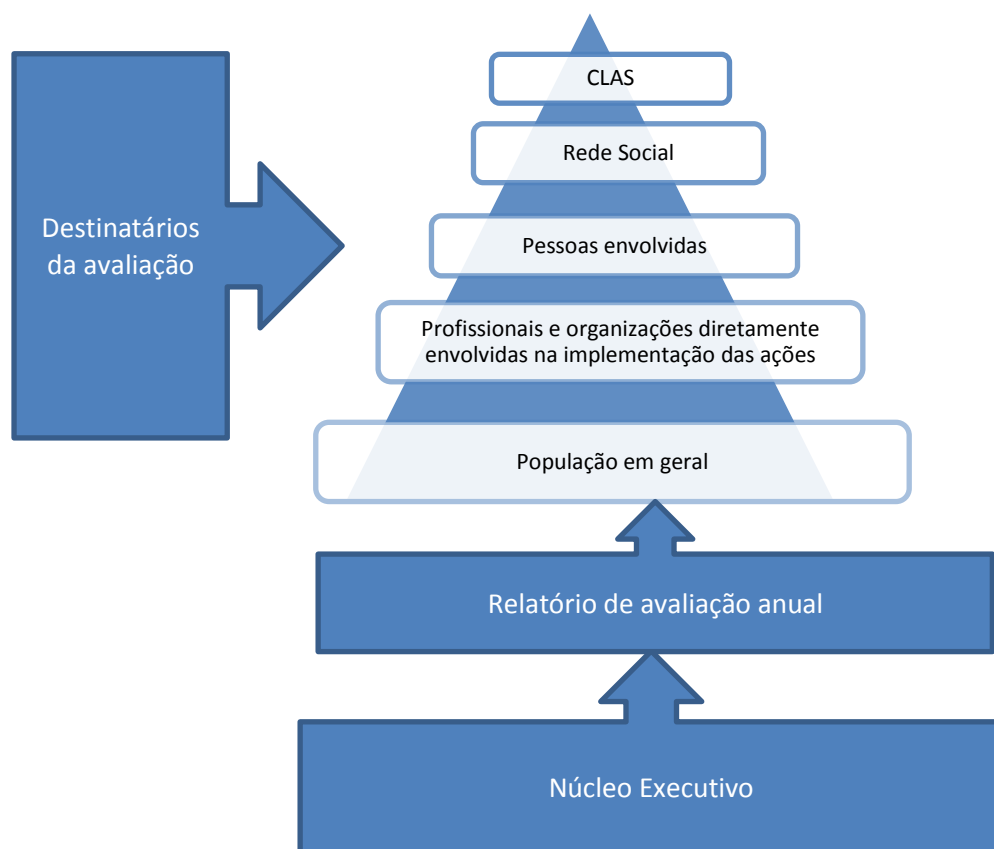 CLAS
Rede Social
Destinatários
da avaliação
Pessoas envolvidas
Profissionais e organizações diretamente
envolvidas na implementação das ações
População em geral
Relatório de avaliação anual
Núcleo Executivo